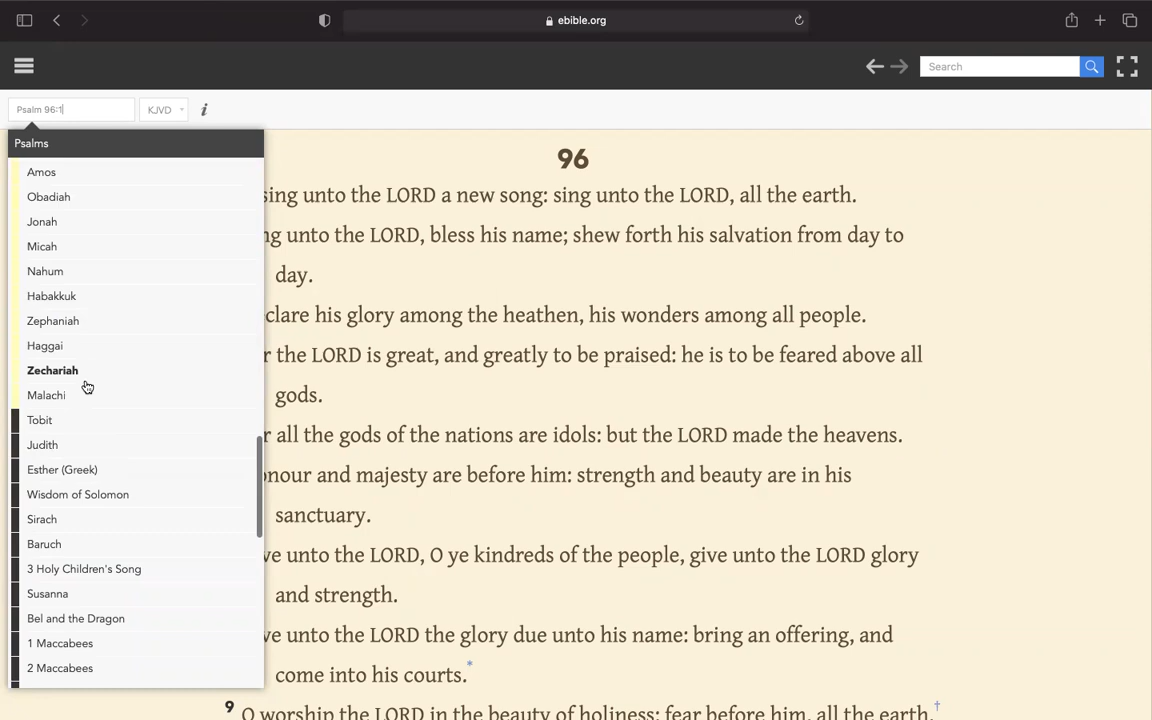 ebible.org
Search
Psalm 96:1
KJVD
i
Psalms
Amos
Obadiah
Jonah
Micah
Nahum
Habakkuk
Zephaniah
Haggai
Zechariah
Malachi
Tobit
Judith
Esther (Greek)
Wisdom of Solomon
Sirach
Baruch
3 Holy Children's Song
Susanna
Bel and the Dragon
1 Maccabees
2 Maccabees
96
sing unto the LORD a new song: sing unto the LORD, all the earth.
ng unto the LORD, bless his name; shew forth his salvation from day to
day.
clare his glory among the heathen, his wonders among all people.
r the LORD is great, and greatly to be praised: he is to be feared above all
gods.
r all the gods of the nations are idols: but the LORD made the heavens.
onour and majesty are before him: strength and beauty are in his
sanctuary.
ve unto the LORD, O ye kindreds of the people, give unto the LORD glory
and strength.
ve unto the LORD the glory due unto his name: bring an offering, and
come into his courts.*
9 O worship the LORD in the beauty of holiness: fear before him, all the earth.†